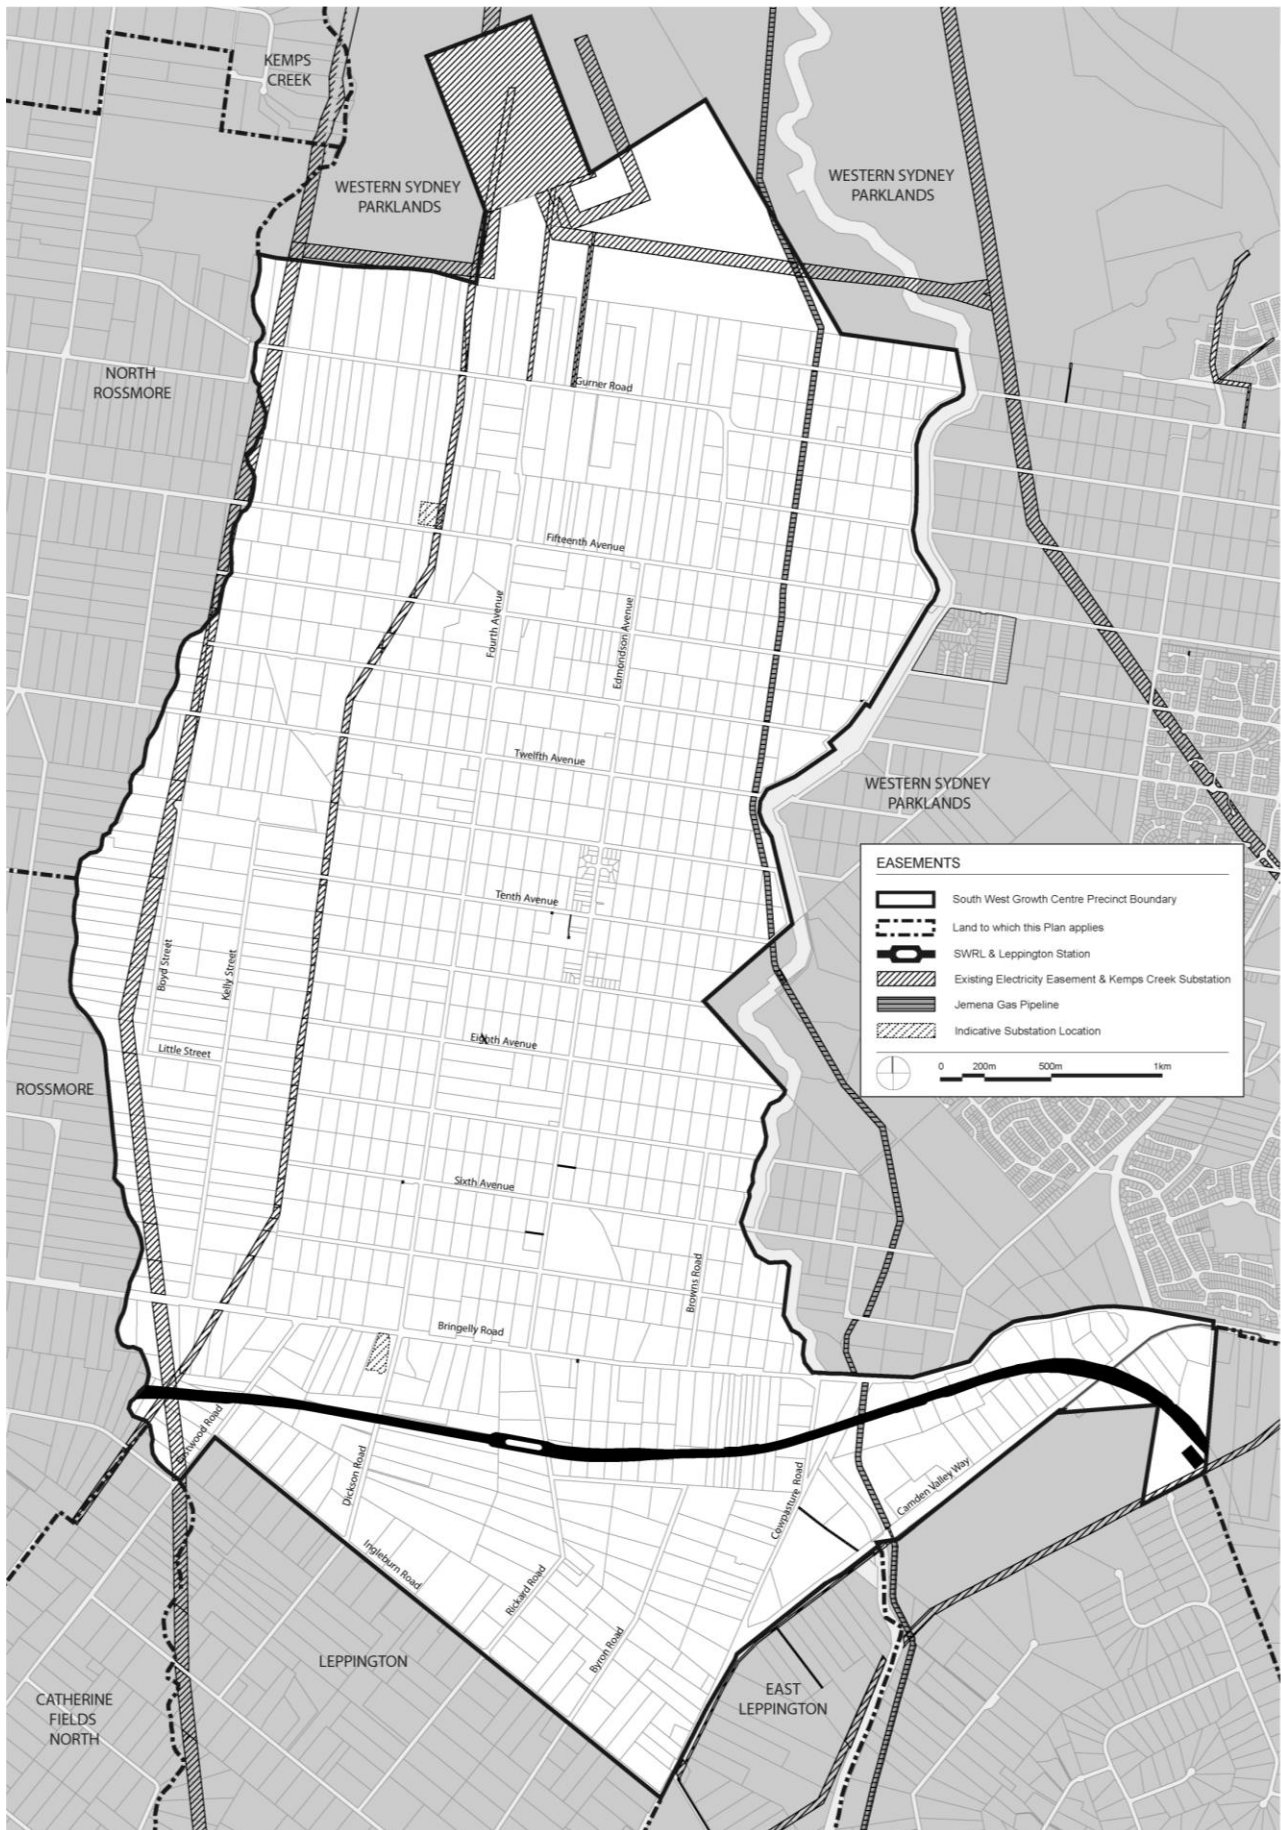 KEMPS
CREEK
WESTERN SYDNEY
PARKLANDS
WESTERN SYDNEY
PARKLANDS
NORTH
ROSSMORE
Gurner Road
Fifteenth Avenue
Fourth Avenue
Edmondson Avenue
Twelfth Avenue
WESTERN SYDNEY
PARKLANDS
EASEMENTS
South West Growth Centre Precinct Boundary
Land to which this Plan applies
SWRL & Leppington Station
Existing Electricity Easement & Kemps Creek Substation
Jemena Gas Pipeline
Indicative Substation Location
0 200m 500m 1km
Tenth Avenue
Boyd Street
Kelly Street
Eighth Avenue
Little Street
ROSSMORE
Sixth Avenue
Browns Road
Bringelly Road
Dickson Road
Cowpasture Road
Camden Valley Way
Ingleburn Road
Rickard Road
Byron Road
LEPPINGTON
EAST
LEPPINGTON
CATHERINE
FIELDS
NORTH